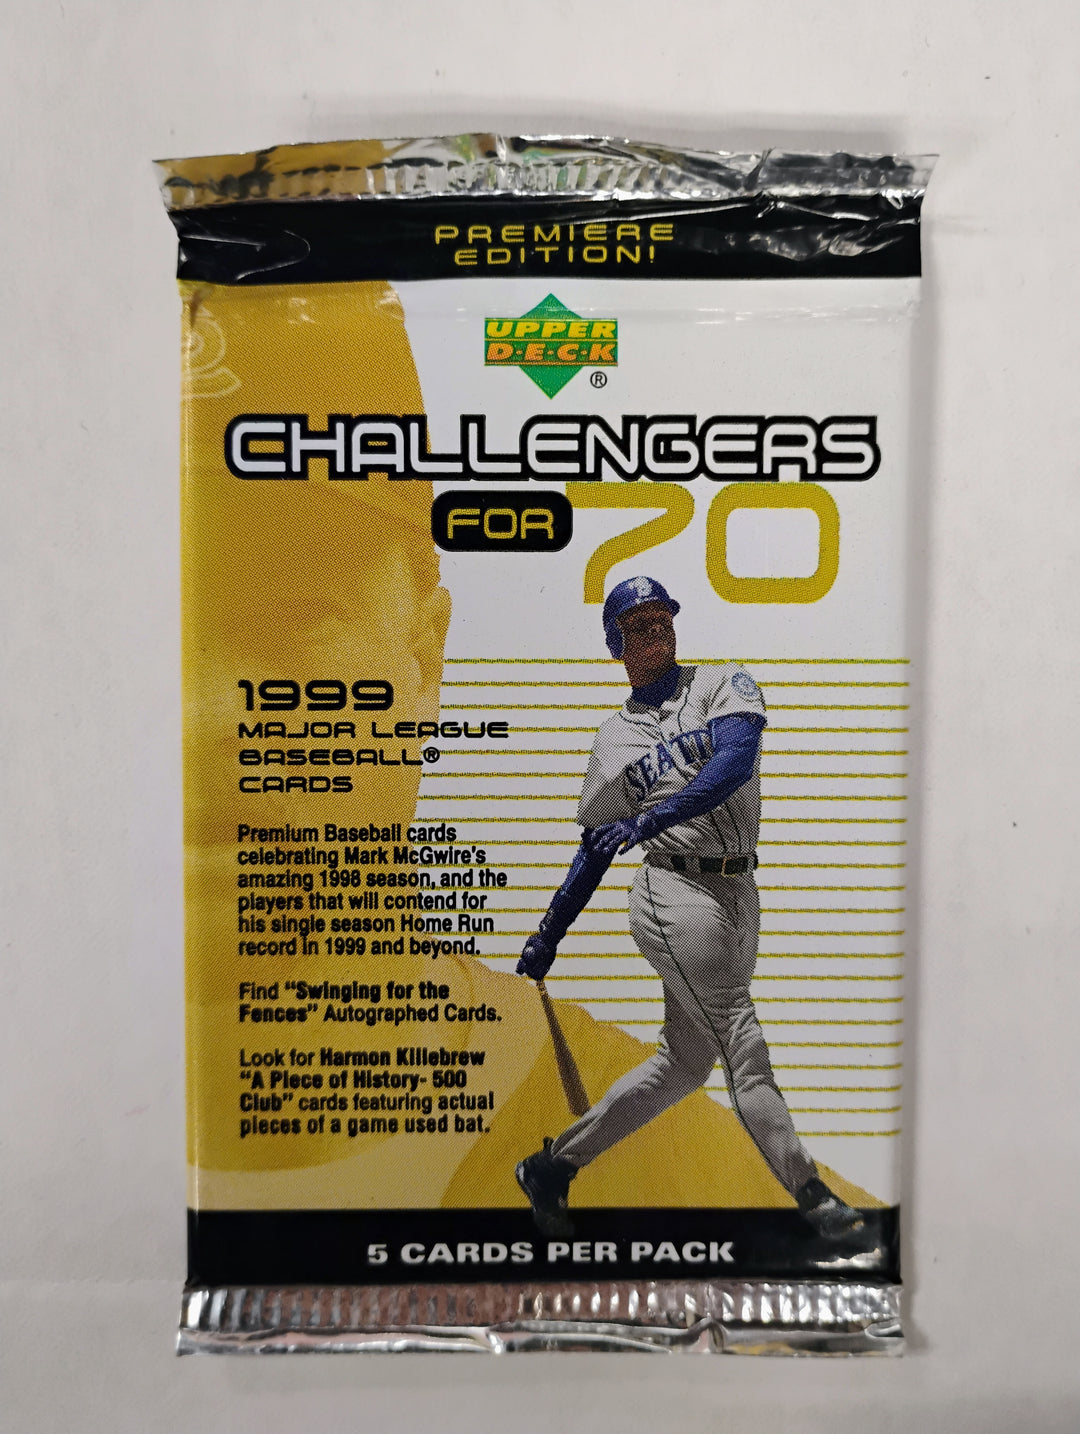 PREMIERE
EDITION!
UPPER
D·E·C·K
®
CHALLENGERS
FOR 70
1999
MAJOR LEAGUE
BASEBALL®
CARDS
Premium Baseball cards
celebrating Mark McGwire's
amazing 1998 season, and the
players that will contend for
his single season Home Run
record in 1999 and beyond.
Find "Swinging for the
Fences" Autographed Cards.
Look for Harmon Killebrew
"A Piece of History- 500
Club" cards featuring actual
pieces of a game used bat.
SEATT
5 CARDS PER PACK